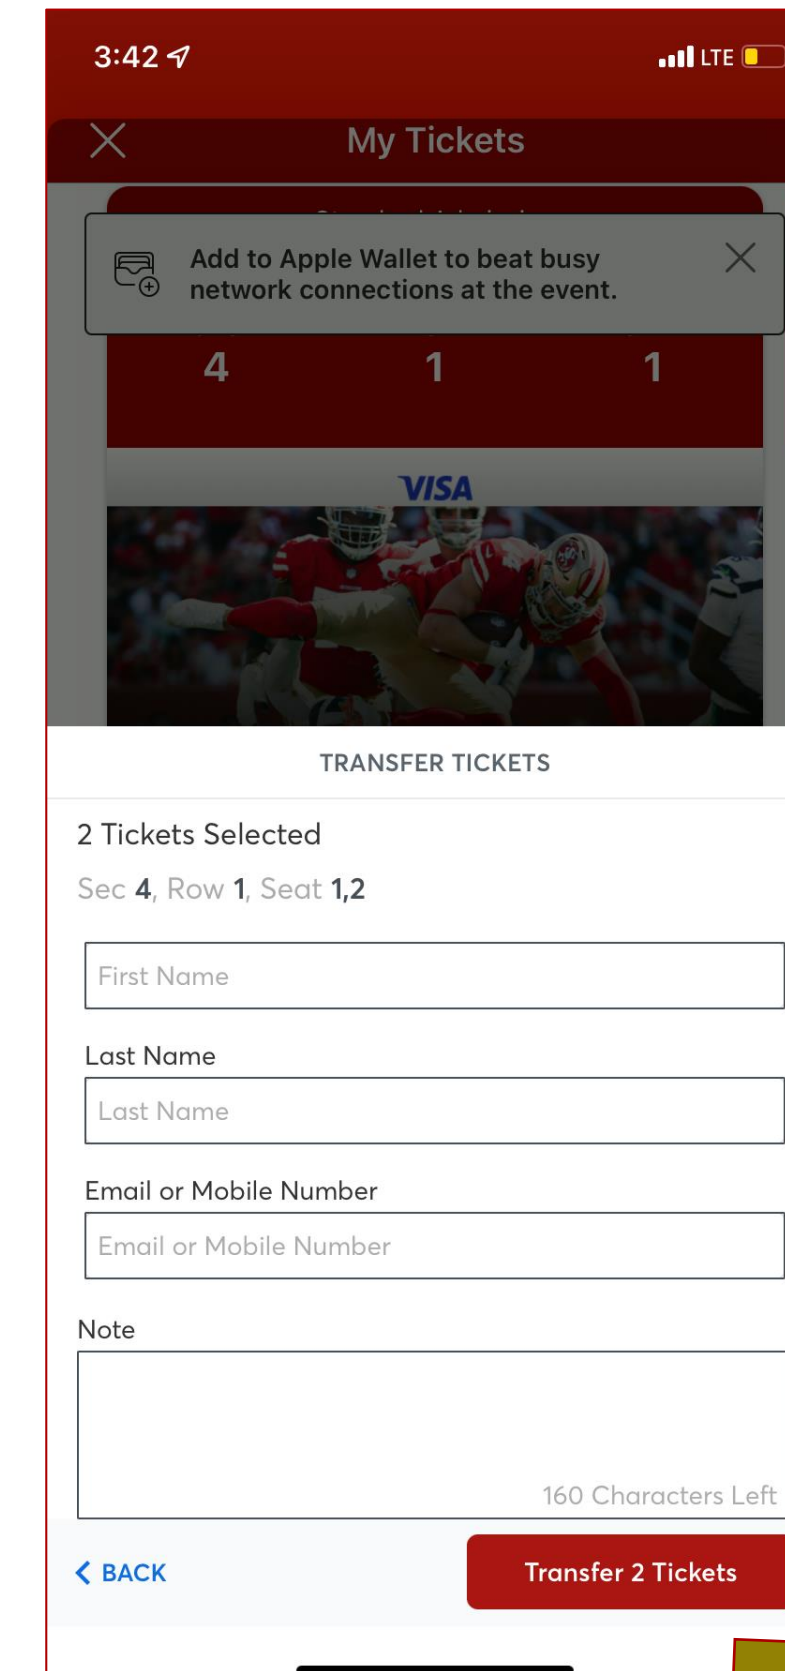 3:42
LTE
My Tickets
Add to Apple Wallet to beat busy
network connections at the event.
4 1 1
VISA
TRANSFER TICKETS
2 Tickets Selected
Sec 4, Row 1, Seat 1,2
First Name
Last Name
Last Name
Email or Mobile Number
Email or Mobile Number
Note
160 Characters Left
BACK
Transfer 2 Tickets